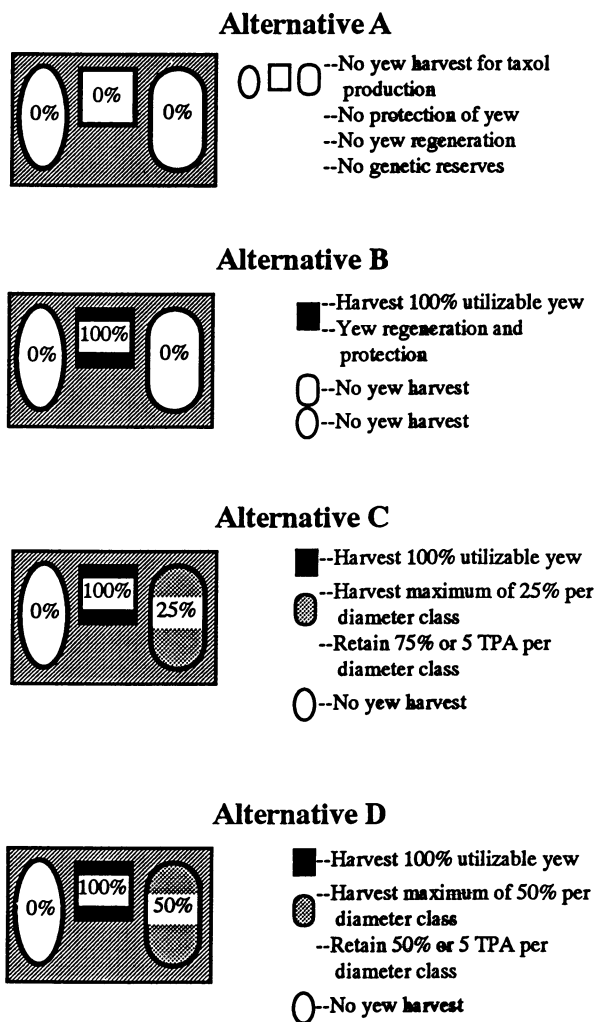 Alternative A
0%
0%
0%
--No yew harvest for taxol
production
--No protection of yew
--No yew regeneration
--No genetic reserves
Alternative B
0%
100%
0%
--Harvest 100% utilizable yew
--Yew regeneration and
protection
--No yew harvest
--No yew harvest
Alternative C
0%
100%
25%
--Harvest 100% utilizable yew
--Harvest maximum of 25% per
diameter class
--Retain 75% or 5 TPA per
diameter class
--No yew harvest
Alternative D
0%
100%
50%
--Harvest 100% utilizable yew
--Harvest maximum of 50% per
diameter class
--Retain 50% or 5 TPA per
diameter class
--No yew harvest